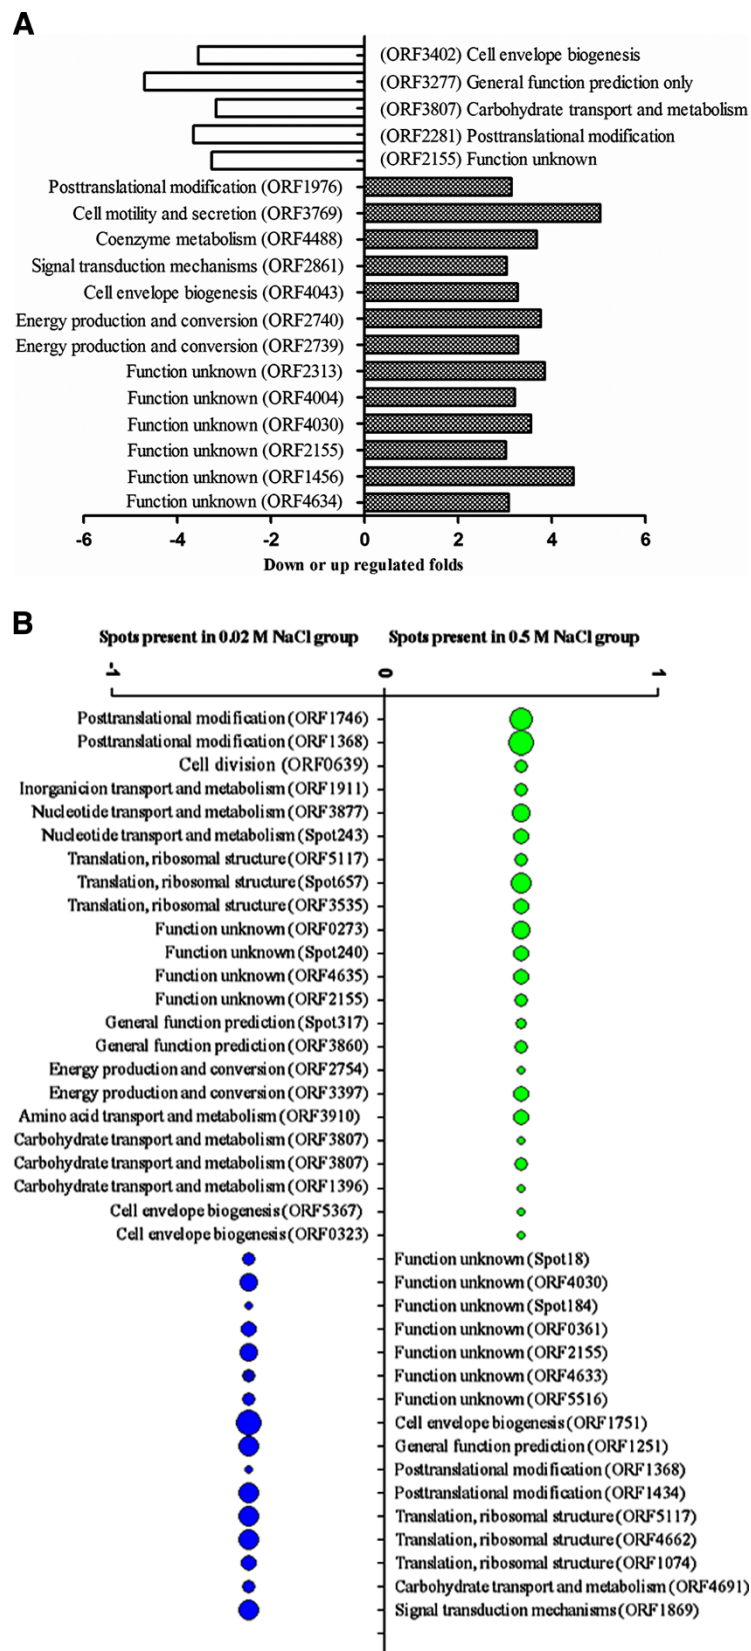 A
(ORF3402) Cell envelope biogenesis
(ORF3277) General function prediction only
(ORF3807) Carbohydrate transport and metabolism
(ORF2281) Posttranslational modification
(ORF2155) Function unknown
Posttranslational modification (ORF1976)
Cell motility and secretion (ORF3769)
Coenzyme metabolism (ORF4488)
Signal transduction mechanisms (ORF2861)
Cell envelope biogenesis (ORF4043)
Energy production and conversion (ORF2740)
Energy production and conversion (ORF2739)
Function unknown (ORF2313)
Function unknown (ORF4004)
Function unknown (ORF4030)
Function unknown (ORF2155)
Function unknown (ORF1456)
Function unknown (ORF4634)
-6 -4 -2 0 2 4 6
Down or up regulated folds
B
Spots present in 0.02 M NaCl group Spots present in 0.5 M NaCl group
-1 0 1
Posttranslational modification (ORF1746)
Posttranslational modification (ORF1368)
Cell division (ORF0639)
Inorganicion transport and metabolism (ORF1911)
Nucleotide transport and metabolism (ORF3877)
Nucleotide transport and metabolism (Spot243)
Translation, ribosomal structure (ORF5117)
Translation, ribosomal structure (Spot657)
Translation, ribosomal structure (ORF3535)
Function unknown (ORF0273)
Function unknown (Spot240)
Function unknown (ORF4635)
Function unknown (ORF2155)
General function prediction (Spot317)
General function prediction (ORF3860)
Energy production and conversion (ORF2754)
Energy production and conversion (ORF3397)
Amino acid transport and metabolism (ORF3910)
Carbohydrate transport and metabolism (ORF3807)
Carbohydrate transport and metabolism (ORF3807)
Carbohydrate transport and metabolism (ORF1396)
Cell envelope biogenesis (ORF5367)
Cell envelope biogenesis (ORF0323)
Function unknown (Spot18)
Function unknown (ORF4030)
Function unknown (Spot184)
Function unknown (ORF0361)
Function unknown (ORF2155)
Function unknown (ORF4633)
Function unknown (ORF5516)
Cell envelope biogenesis (ORF1751)
General function prediction (ORF1251)
Posttranslational modification (ORF1368)
Posttranslational modification (ORF1434)
Translation, ribosomal structure (ORF5117)
Translation, ribosomal structure (ORF4662)
Translation, ribosomal structure (ORF1074)
Carbohydrate transport and metabolism (ORF4691)
Signal transduction mechanisms (ORF1869)